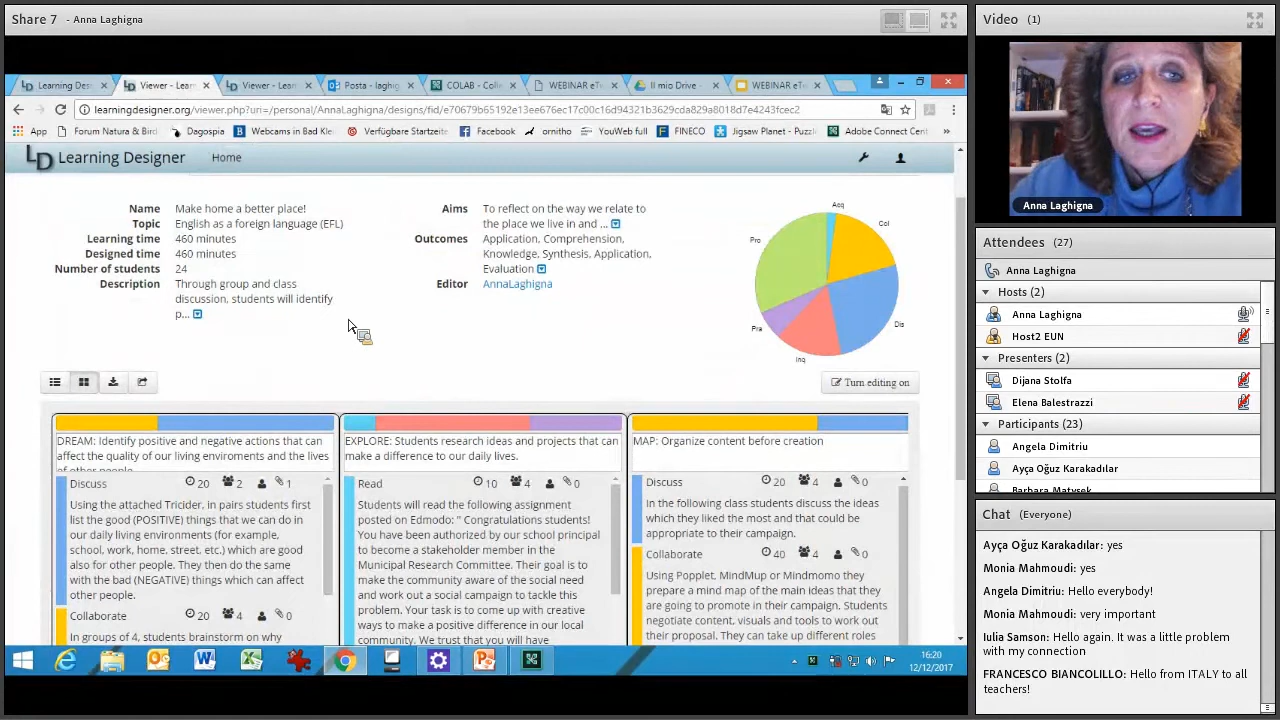 Share 7 - Anna Laghigna
Learning Des
Viewer - Lear
Viewer - Learn
Posta - laghig
COLAB - Coll
WEBINAR eT
Il mio Drive -
WEBINAR eTw
learningdesigner.org/viewer.php?uri=/personal/AnnaLaghigna/designs/fid/e70679b65192e13ee676ec17c00c16d94321b3629cda829a8018d7e4243fcec2
App
Forum Natura & Bird
Dagospia
Webcams in Bad Kle
Verfügbare Startzeite
Facebook
ornitho
YouWeb full
FINECO
Jigsaw Planet - Puzzl
Adobe Connect Centr
LD Learning Designer
Home
Name Make home a better place!
Topic English as a foreign language (EFL)
Learning time 460 minutes
Designed time 460 minutes
Number of students 24
Description Through group and class
discussion, students will identify
p...
Aims To reflect on the way we relate to
the place we live in and ...
Outcomes Application, Comprehension,
Knowledge, Synthesis, Application,
Evaluation
Editor AnnaLaghigna
Acq
Col
Dis
Inq
Pra
Pro
Turn editing on
DREAM: Identify positive and negative actions that can
affect the quality of our living enviroments and the lives
of other people.
Discuss 20 2 1
Using the attached Tricider, in pairs students first
list the good (POSITIVE) things that we can do in
our daily living environments (for example,
school, work, home, street, etc.) which are good
also for other people. They then do the same
with the bad (NEGATIVE) things which can affect
other people.
Collaborate 20 4 0
In groups of 4, students brainstorm on why
EXPLORE: Students research ideas and projects that can
make a difference to our daily lives.
Read 10 4 0
Students will read the following assignment
posted on Edmodo: " Congratulations students!
You have been authorized by our school principal
to become a stakeholder member in the
Municipal Research Committee. Their goal is to
make the community aware of the social need
and work out a social campaign to tackle this
problem. Your task is to come up with creative
ways to make a positive difference in our local
community. We trust that you will have
MAP: Organize content before creation
Discuss 20 4 0
In the following class students discuss the ideas
which they liked the most and that could be
appropriate to their campaign.
Collaborate 40 4 0
Using Popplet, MindMup or Mindmomo they
prepare a mind map of the main ideas that they
are going to promote in their campaign. Students
negotiate content, visuals and tools to work out
their proposal. They can take up different roles
16:20
12/12/2017
Video (1)
Anna Laghigna
Attendees (27)
Anna Laghigna
Hosts (2)
Anna Laghigna
Host2 EUN
Presenters (2)
Dijana Stolfa
Elena Balestrazzi
Participants (23)
Angela Dimitriu
Ayça Oğuz Karakadılar
Barbara Matysek
Chat (Everyone)
Ayça Oğuz Karakadılar: yes
Monia Mahmoudi: yes
Angela Dimitriu: Hello everybody!
Monia Mahmoudi: very important
Iulia Samson: Hello again. It was a little problem
with my connection
FRANCESCO BIANCOLILLO: Hello from ITALY to all
teachers!